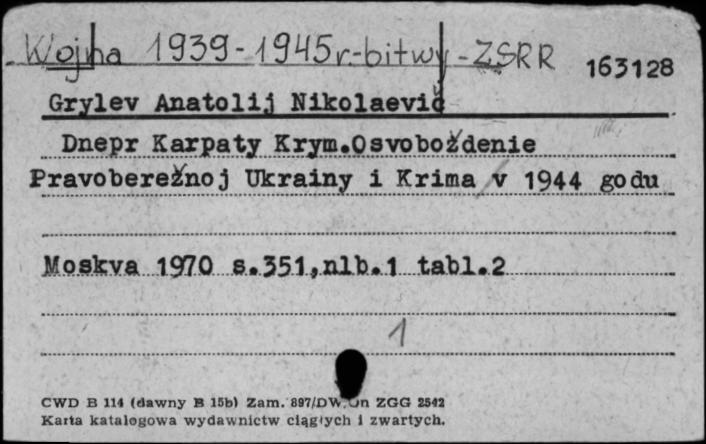 Wojna 1939-1945r-bitwy-ZSRR
163128
Grylev Anatolij Nikolaevič
Dnepr Karpaty Krym.Osvoboždenie
Pravoberežnoj Ukrainy i Krima v 1944 godu
Moskva 1970 s.351,nlb.1 tabl.2
1
CWD B 114 (dawny B 15b) Zam. 897/DW/Jn ZGG 2542
Karta katalogowa wydawnictw ciągłych i zwartych.